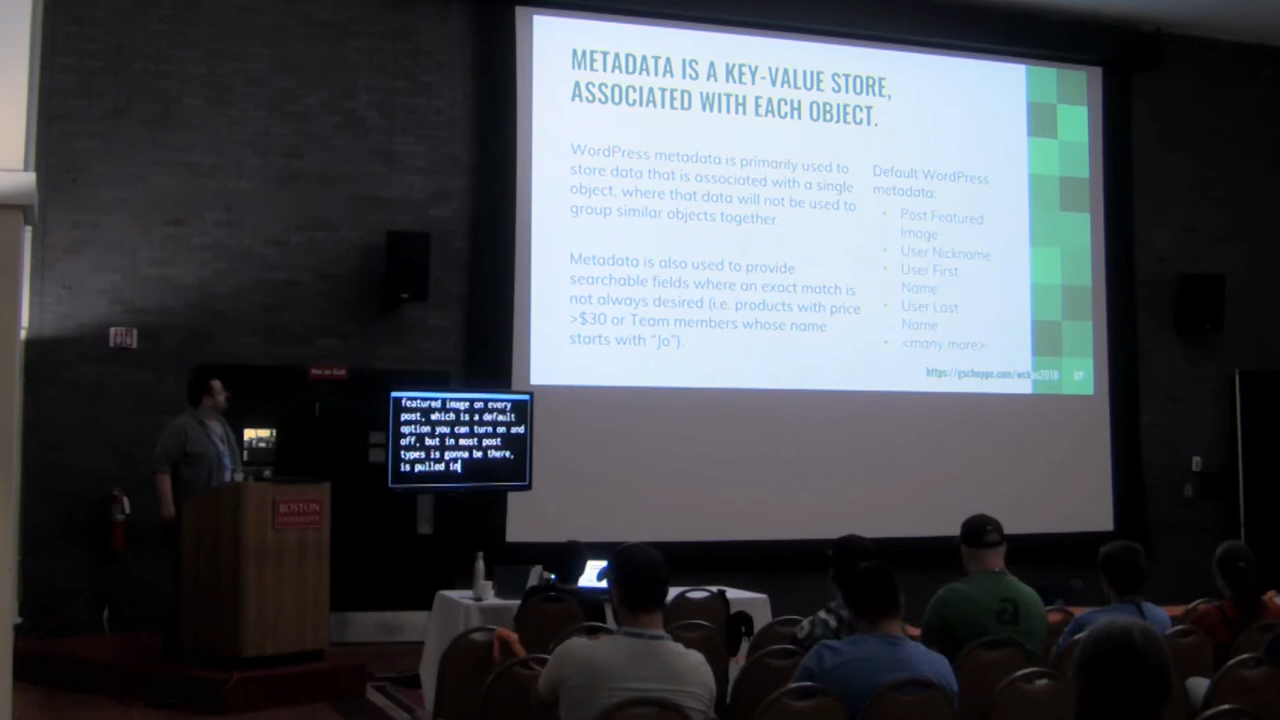 METADATA IS A KEY-VALUE STORE,
ASSOCIATED WITH EACH OBJECT.
WordPress metadata is primarily used to
store data that is associated with a single
object, where that data will not be used to
group similar objects together.
Metadata is also used to provide
searchable fields where an exact match is
not always desired (i.e. products with price
>$30 or Team members whose name
starts with “Jo”).
Default WordPress
metadata:
• Post Featured
Image
• User Nickname
• User First
Name
• User Last
Name
• <many more>
featured image on every
post, which is a default
option you can turn on and
off, but in most post
types is gonna be there,
is pulled in
BOSTON
UNIVERSITY